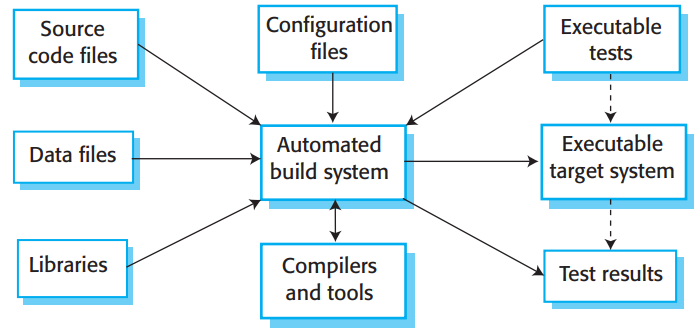 Source
code files
Configuration
files
Executable
tests
Data files
Automated
build system
Executable
target system
Libraries
Compilers
and tools
Test results